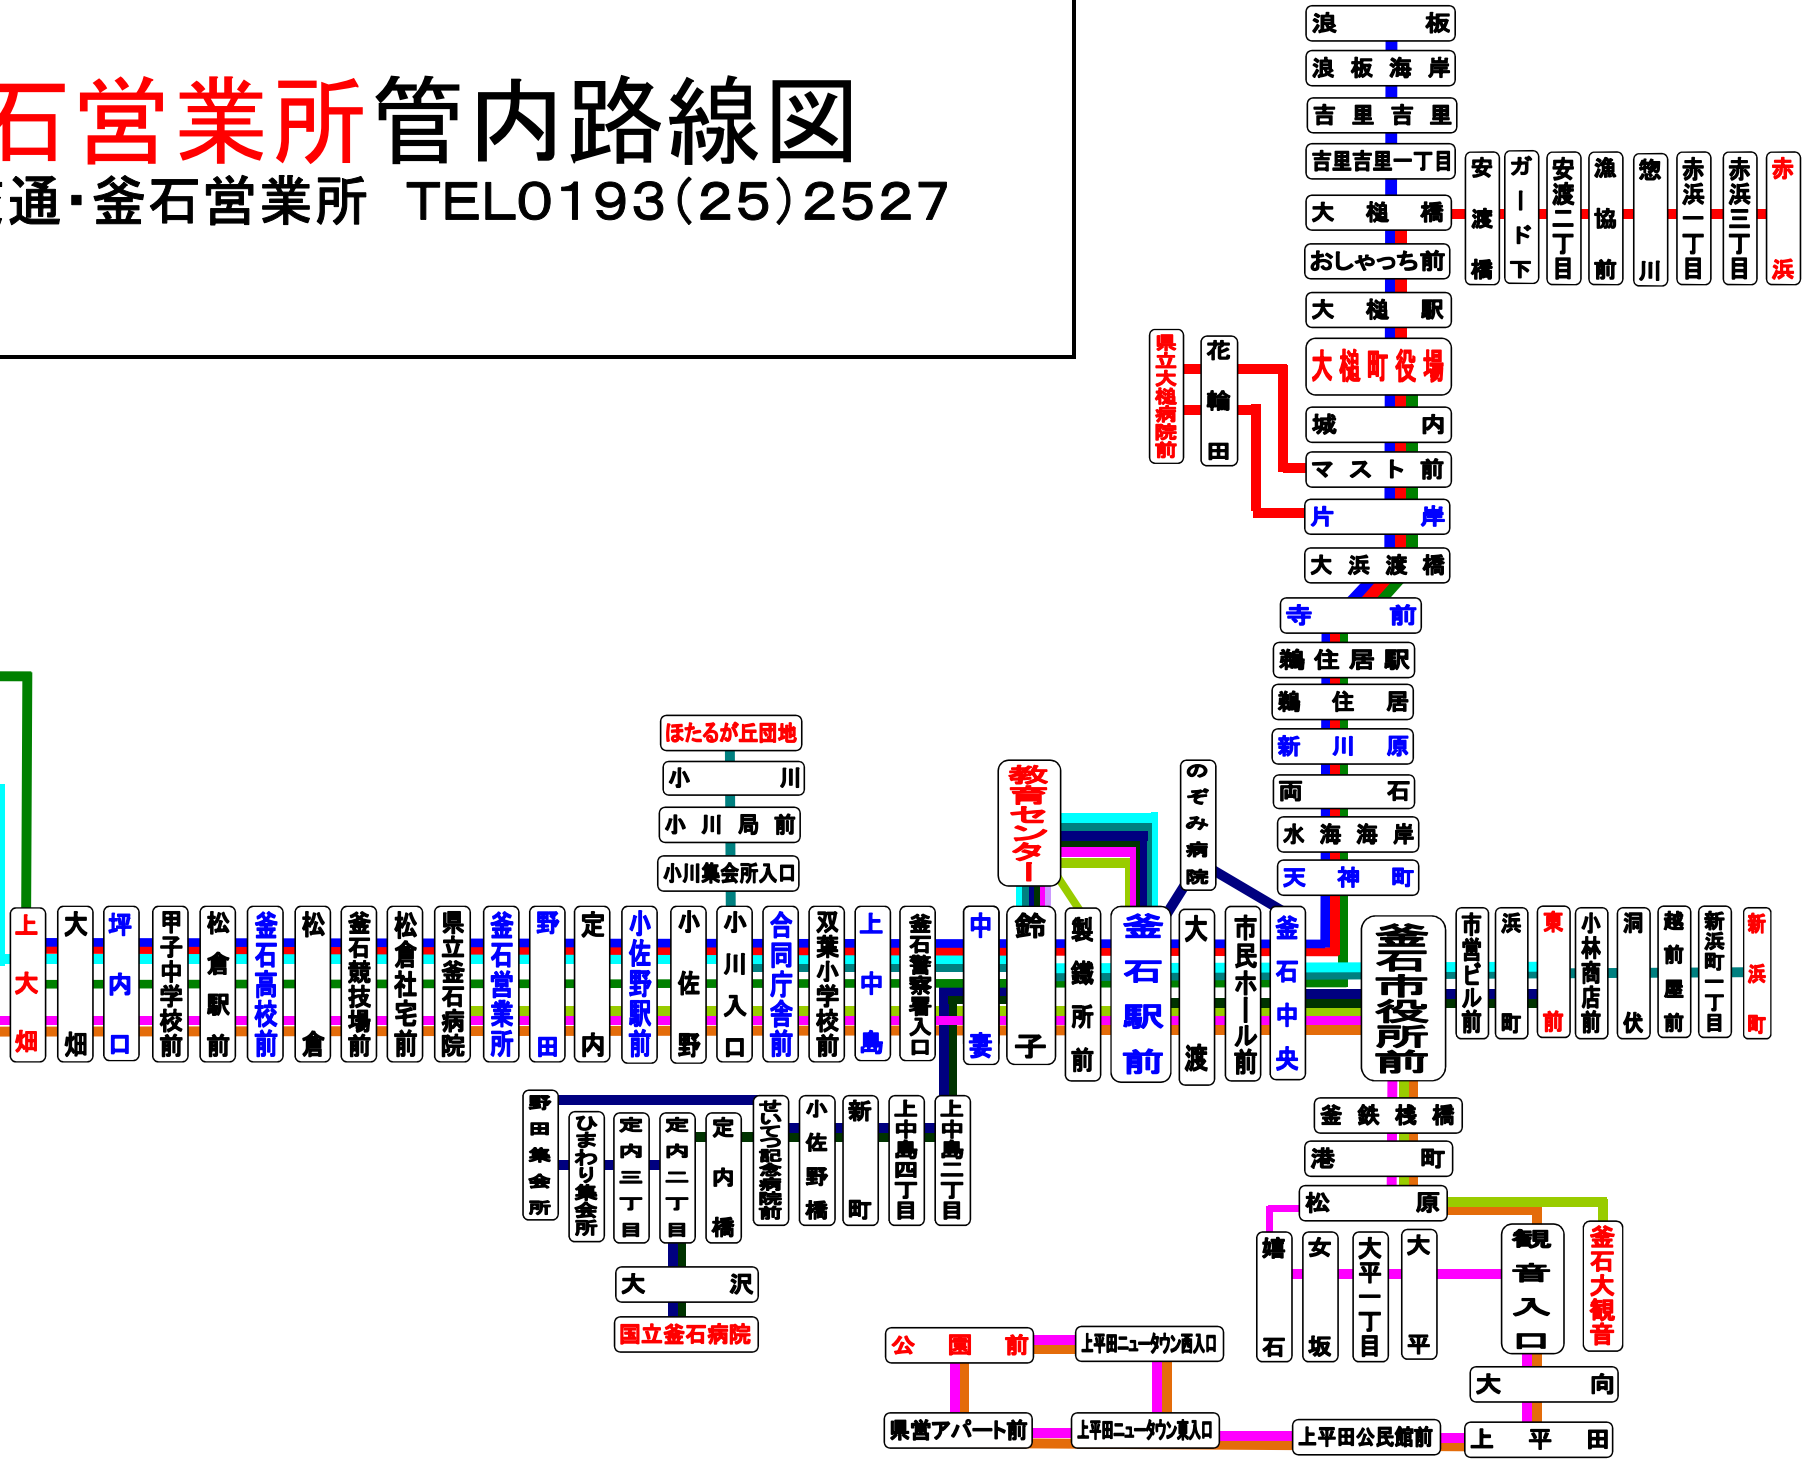 石営業所管内路線図
通・釜石営業所 TEL0193(25)2527
浪板
浪板海岸
吉里吉里
吉里吉里一丁目
大槌橋
安渡橋
ガード下
安渡二丁目
漁協前
惣川
赤浜一丁目
赤浜三丁目
赤浜
おしゃっち前
大槌駅
大槌町役場
県立大槌病院前
花輪田
城内
マスト前
片岸
大浜渡橋
寺前
鵜住居駅
鵜住居
新川原
両石
水海海岸
天神町
ほたるが丘団地
小川
小川局前
小川集会所入口
教育センター
のぞみ病院
上大畑
大畑
坪内口
甲子中学校前
松倉駅前
釜石高校前
松倉
釜石競技場前
松倉社宅前
県立釜石病院
釜石営業所
野田
定内
小佐野駅前
小佐野
小川入口
合同庁舎前
双葉小学校前
上中島
釜石警察署入口
中妻
鈴子
製鐵所前
釜石駅前
大渡
市民ホール前
釜石中央
釜石市役所前
市営ビル前
浜町
東前
小林商店前
洞伏
越前屋前
新浜町一丁目
新浜町
野田集会所
ひまわり集会所
定内三丁目
定内二丁目
定内橋
せいてつ記念病院前
小佐野橋
新町
上中島四丁目
上中島二丁目
大沢
国立釜石病院
釜鉄桟橋
港町
松原
嬉石
女坂
大平一丁目
大平
観音入口
釜石大観音
公園前
上平田ニュータウン西入口
大向
県営アパート前
上平田ニュータウン東入口
上平田公民館前
上平田